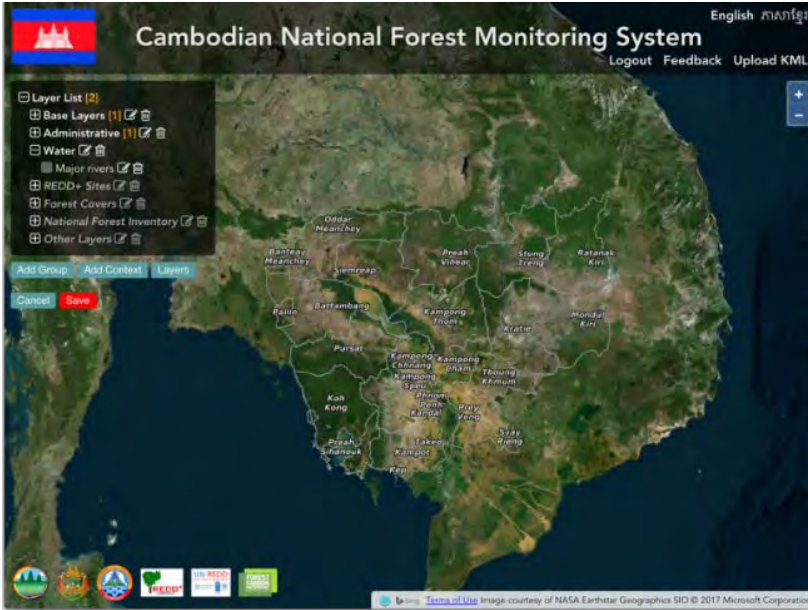 English ភាសាខ្មែរ
Cambodian National Forest Monitoring System
Logout Feedback Upload KML
Layer List [2]
Base Layers [1]
Administrative [1]
Water
Major rivers
REDD+ Sites
Forest Covers
National Forest Inventory
Other Layers
Add Group Add Context Layers
Cancel Save
Oddar
Meanchey
Banteay
Meanchey
Siemreap
Preah
Vihear
Stung
Treng
Ratanak
Kiri
Pailin
Battambang
Kampong
Thom
Kratie
Mondul
Kiri
Pursat
Kampong
Chhnang
Kampong
Cham
Tboung
Khmum
Kampong
Speu
Phnom
Penh
Kandal
Prey
Veng
Koh
Kong
Svay
Rieng
Preah
Sihanouk
Takeo
Kampot
Kep
REDD+
UN REDD
bing Terms of Use Image courtesy of NASA Earthstar Geographics SIO © 2017 Microsoft Corporation